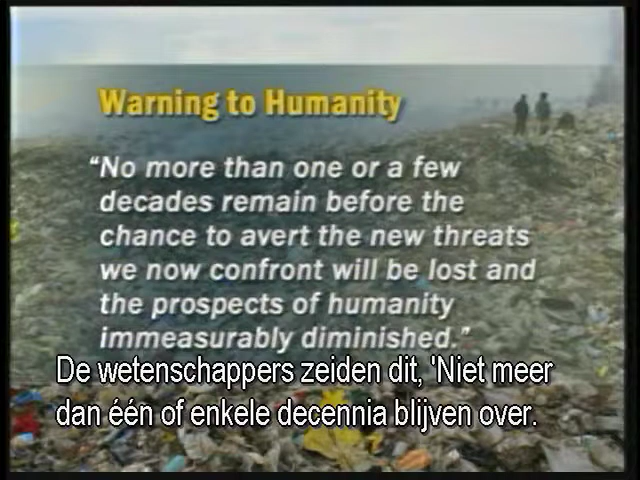 Warning to Humanity
“No more than one or a few
decades remain before the
chance to avert the new threats
we now confront will be lost and
the prospects of humanity
immeasurably diminished.”
De wetenschappers zeiden dit, 'Niet meer
dan één of enkele decennia blijven over.